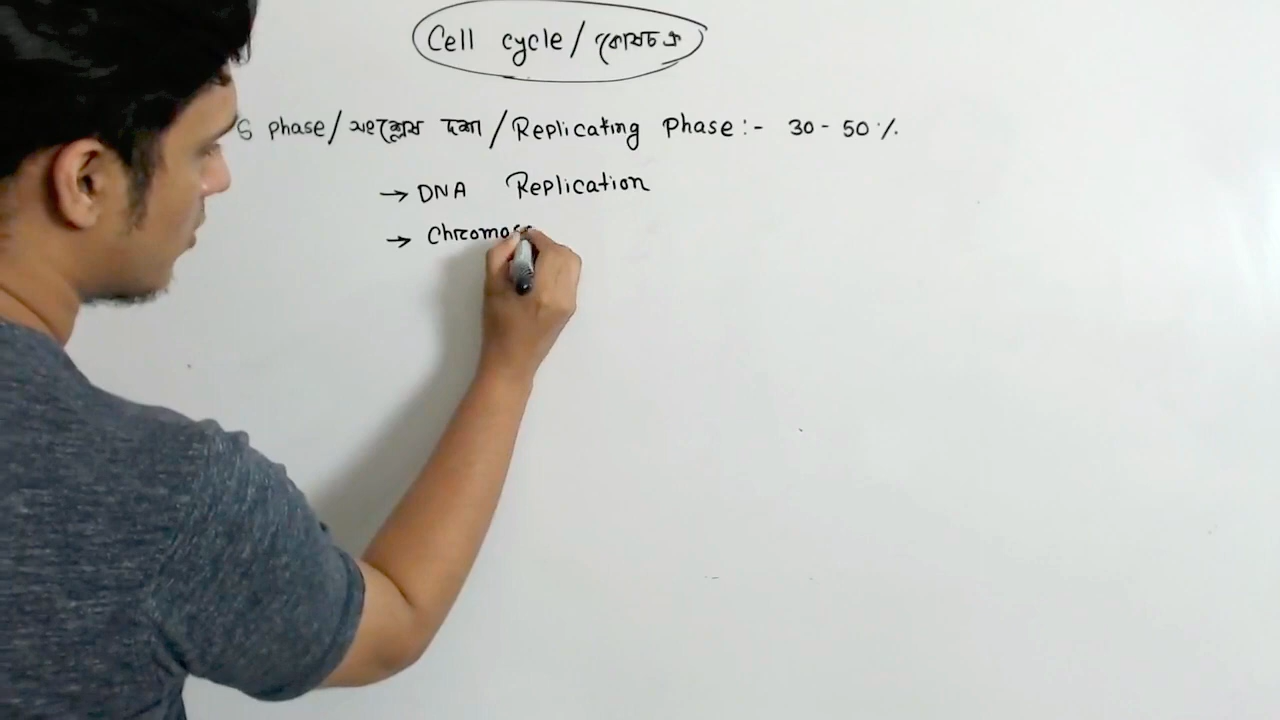 Cell cycle / কোষচক্র
S phase / সংশ্লেষ দশা / Replicating Phase:- 30 - 50 %.
→ DNA Replication
→ Chromos